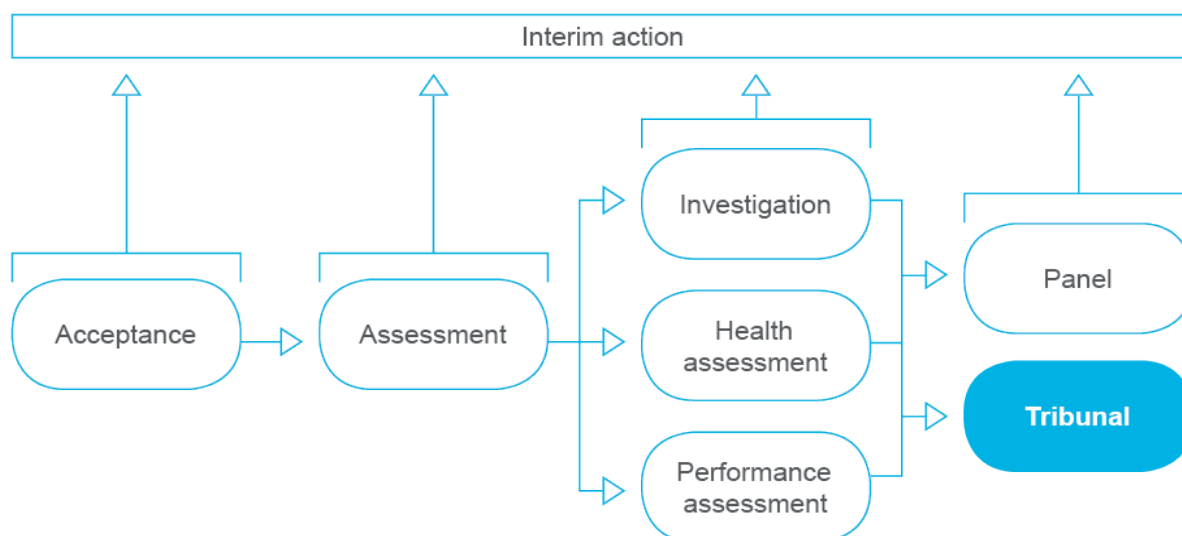 Interim action
Acceptance
Assessment
Investigation
Health
assessment
Performance
assessment
Panel
Tribunal